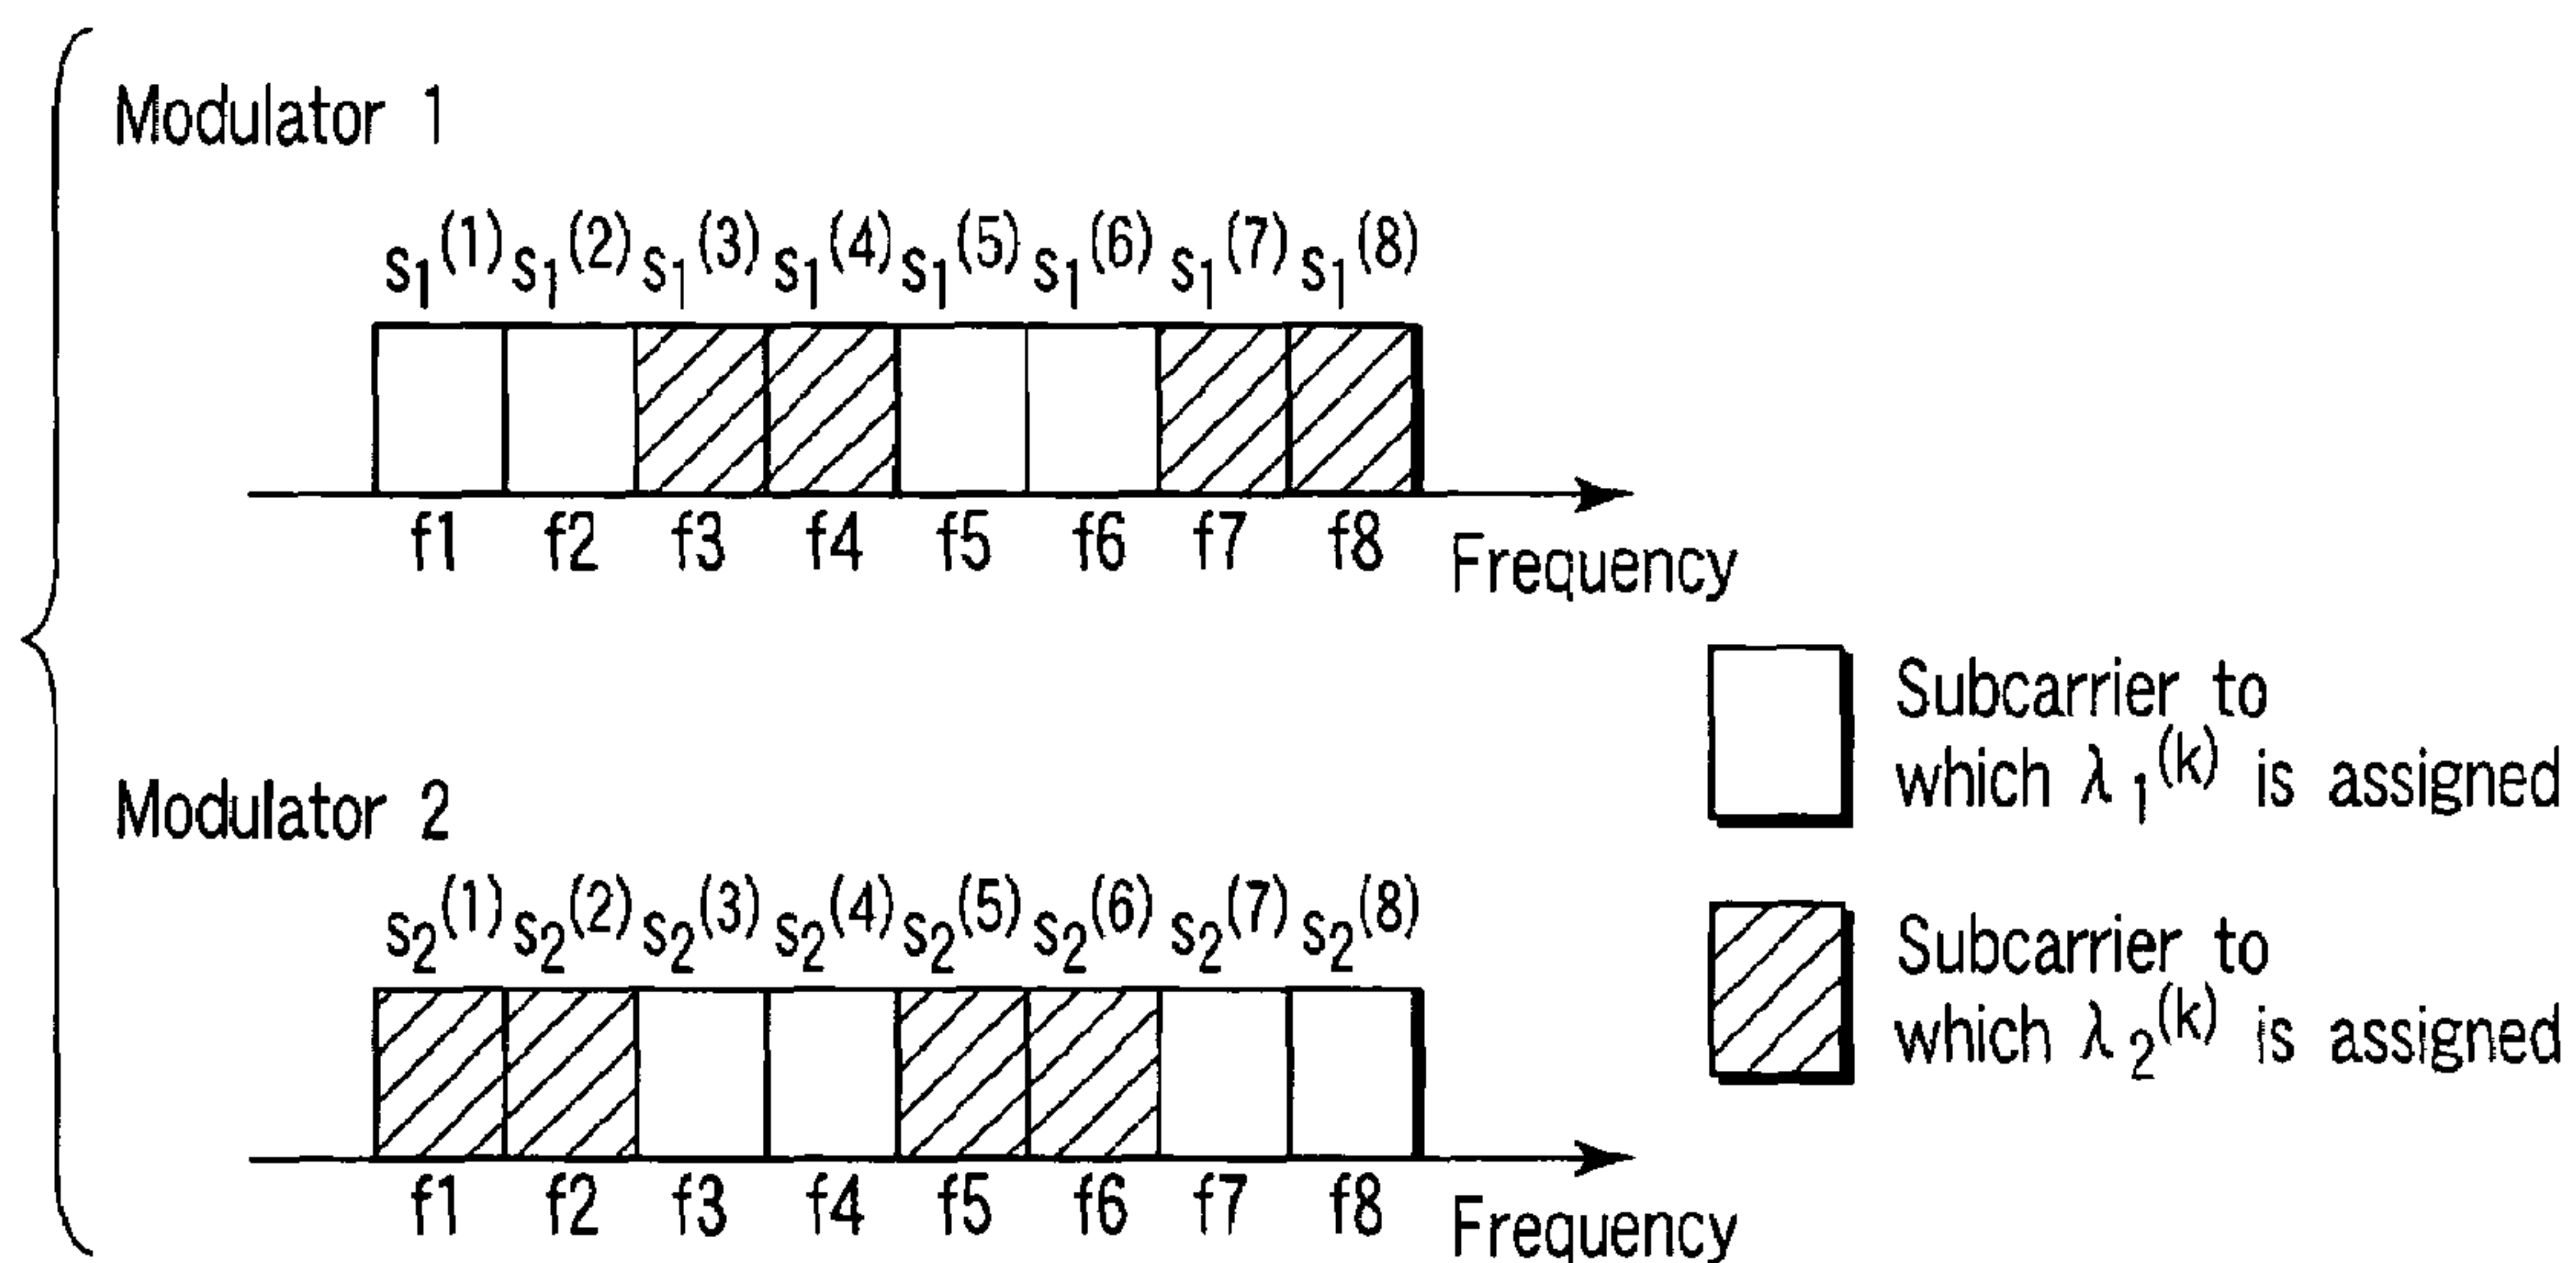 Modulator 1
s₁⁽¹⁾ s₁⁽²⁾ s₁⁽³⁾ s₁⁽⁴⁾ s₁⁽⁵⁾ s₁⁽⁶⁾ s₁⁽⁷⁾ s₁⁽⁸⁾
f1 f2 f3 f4 f5 f6 f7 f8
Frequency
Subcarrier to
which λ₁⁽ᵏ⁾ is assigned
Modulator 2
s₂⁽¹⁾ s₂⁽²⁾ s₂⁽³⁾ s₂⁽⁴⁾ s₂⁽⁵⁾ s₂⁽⁶⁾ s₂⁽⁷⁾ s₂⁽⁸⁾
Subcarrier to
which λ₂⁽ᵏ⁾ is assigned
f1 f2 f3 f4 f5 f6 f7 f8
Frequency